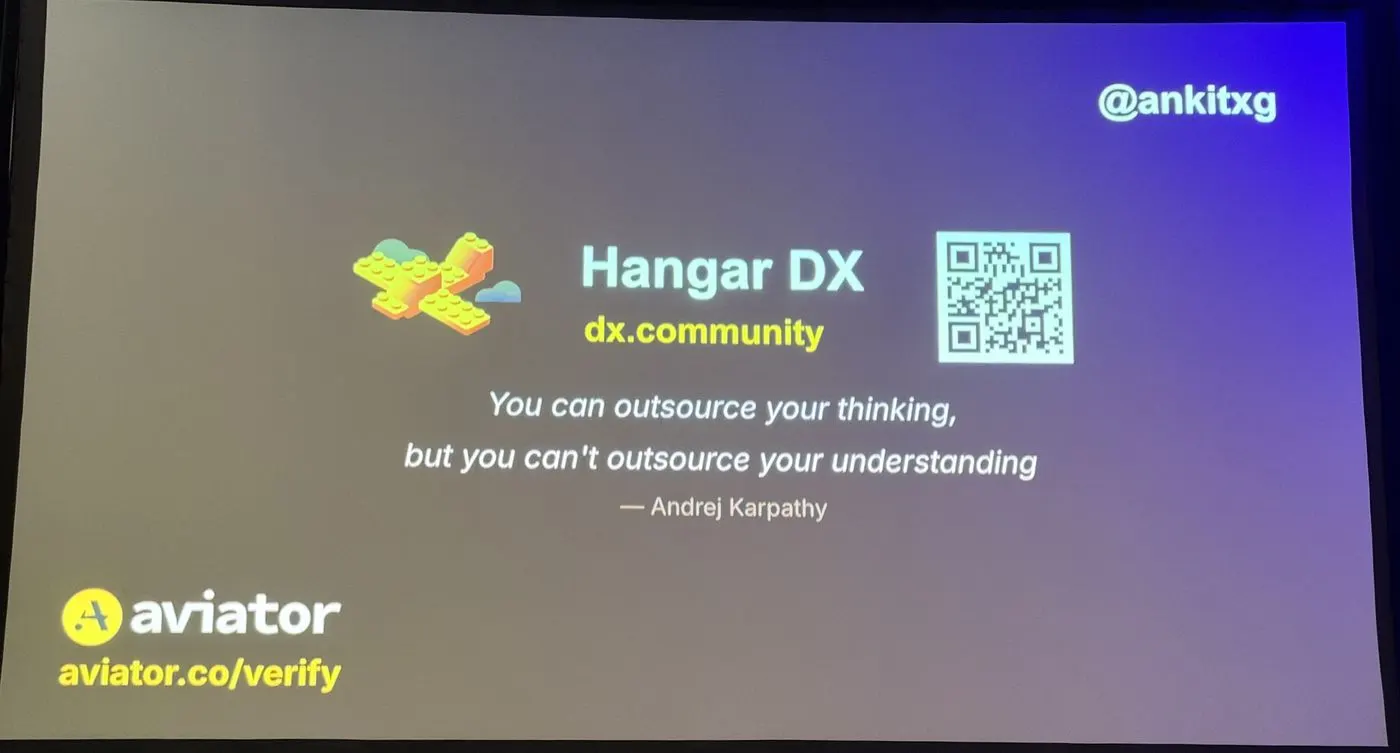 @ankitxg
Hangar DX
dx.community
You can outsource your thinking,
but you can't outsource your understanding
— Andrej Karpathy
aviator
aviator.co/verify